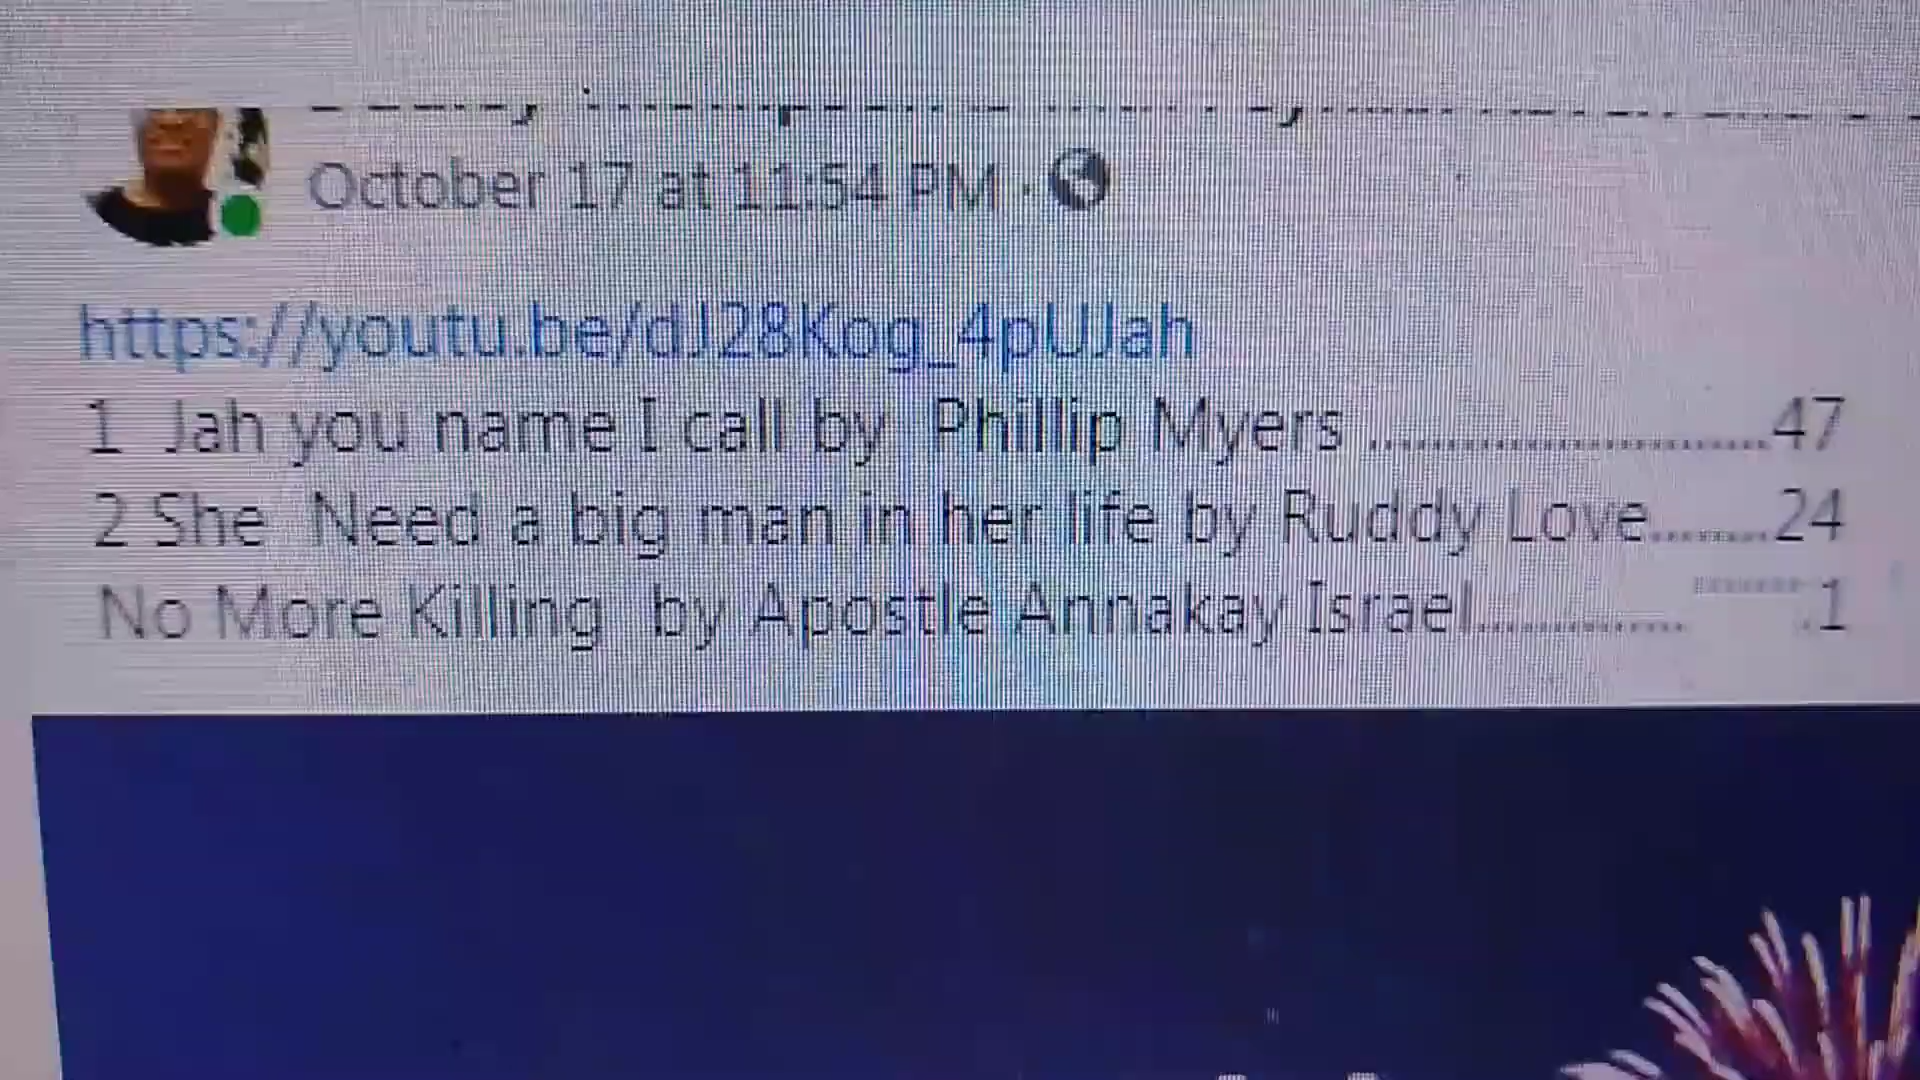 October 17 at 11:54 PM ·
https://youtu.be/dJ28Kog_4pUJah
1 Jah you name I call by Phillip Myers ..............................47
2 She Need a big man in her life by Ruddy Love.........24
No More Killing by Apostle Annakay Israel................ .1